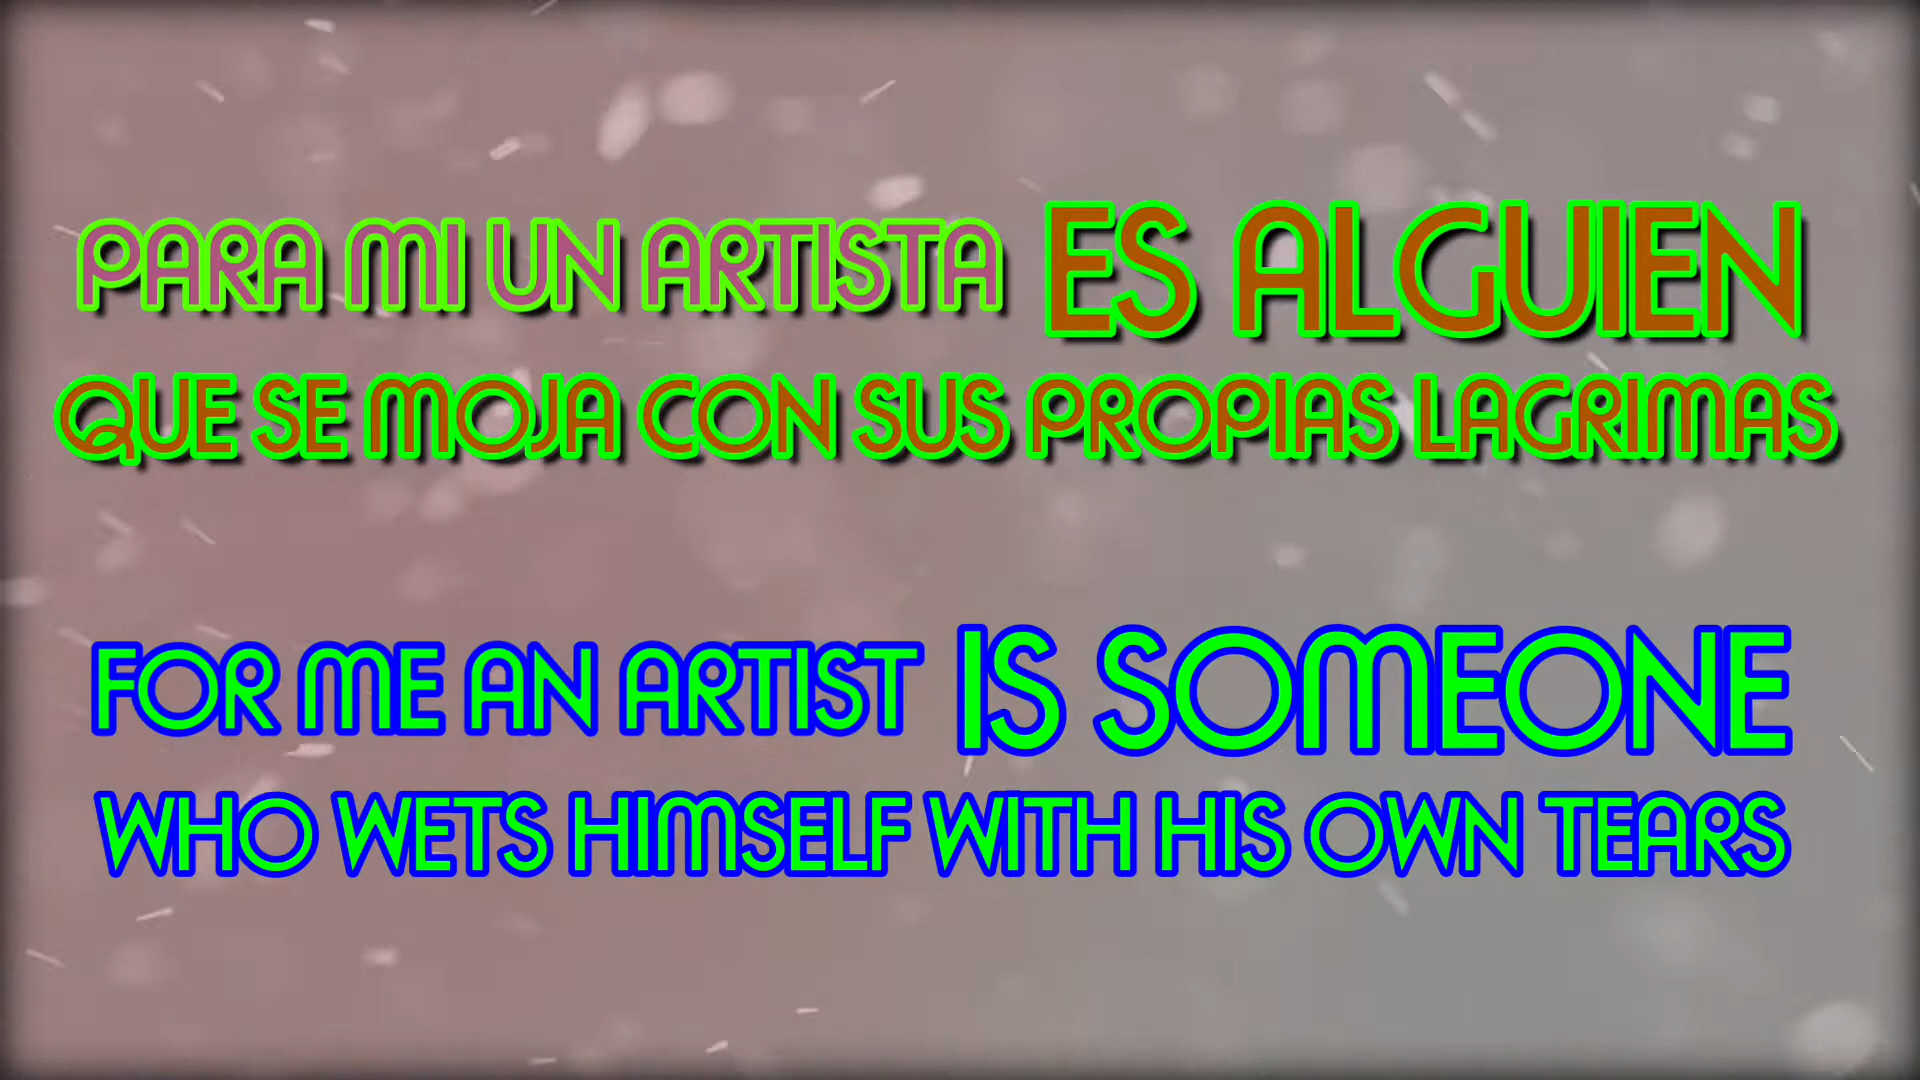 PARA MI UN ARTISTA ES ALGUIEN
QUE SE MOJA CON SUS PROPIAS LAGRIMAS
FOR ME AN ARTIST IS SOMEONE
WHO WETS HIMSELF WITH HIS OWN TEARS